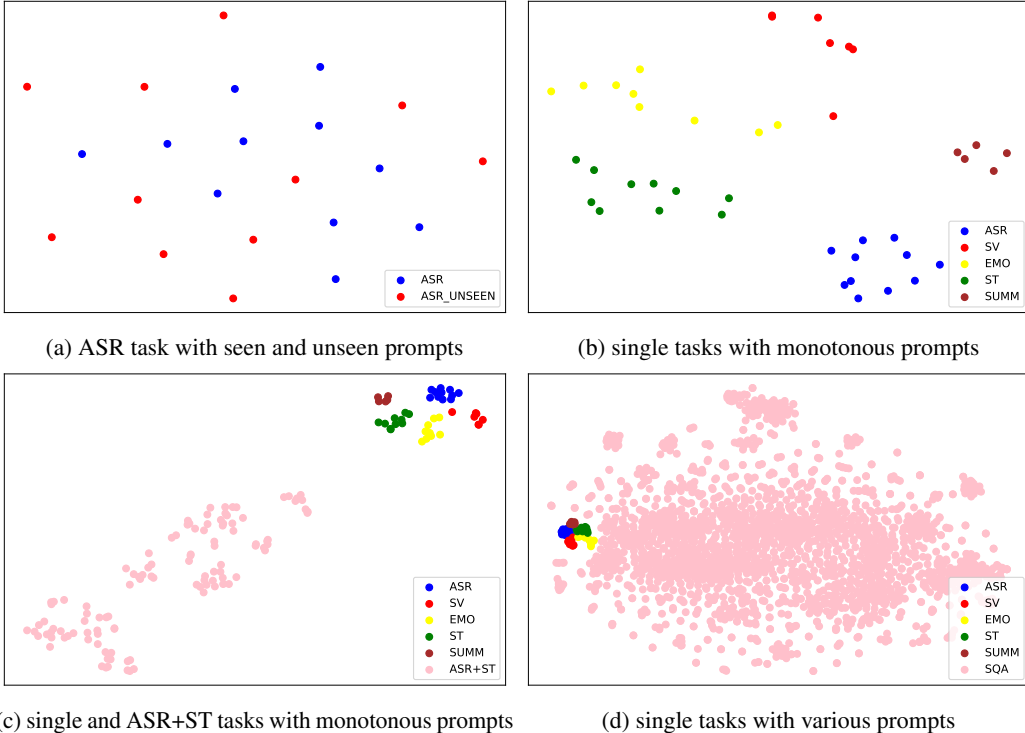 ASR
ASR_UNSEEN
(a) ASR task with seen and unseen prompts
ASR
SV
EMO
ST
SUMM
(b) single tasks with monotonous prompts
ASR
SV
EMO
ST
SUMM
ASR+ST
c) single and ASR+ST tasks with monotonous prompts
ASR
SV
EMO
ST
SUMM
SQA
(d) single tasks with various prompts